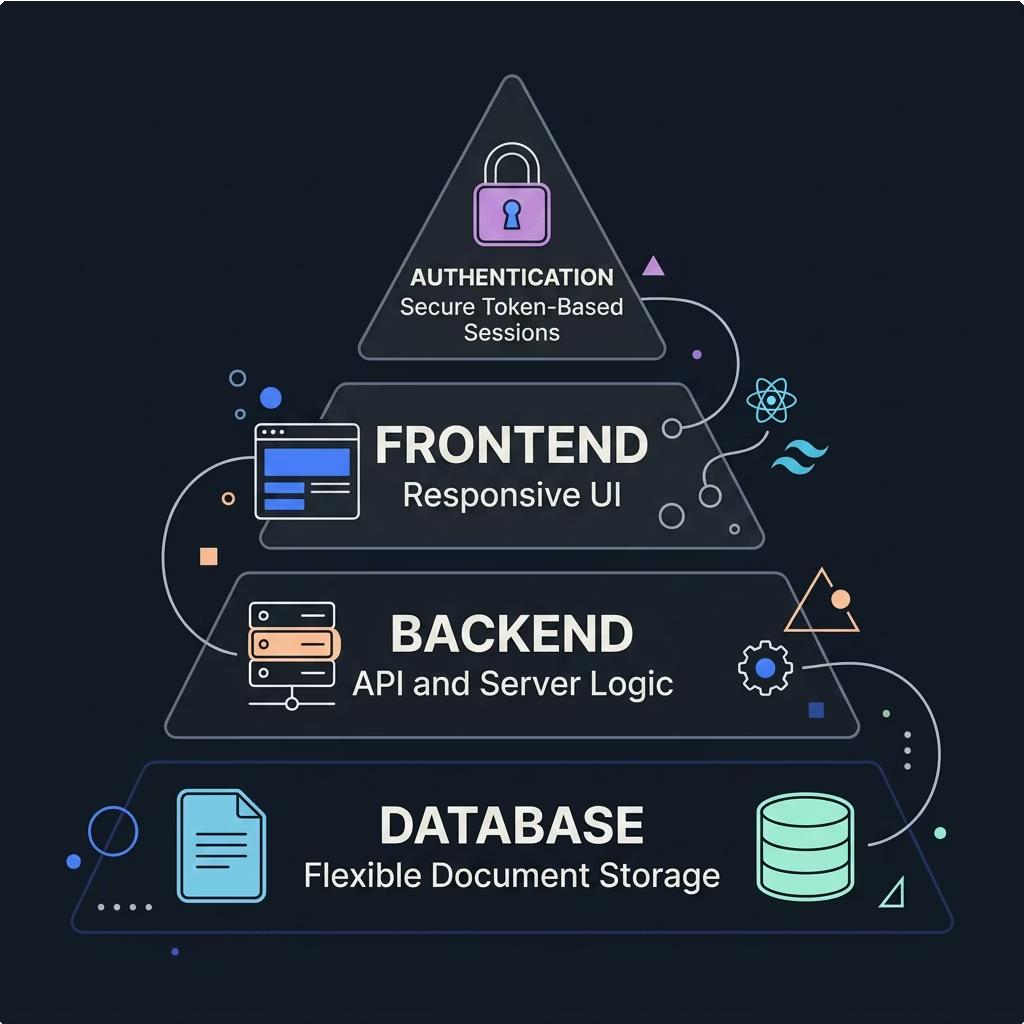 AUTHENTICATION
Secure Token-Based
Sessions
FRONTEND
Responsive UI
BACKEND
API and Server Logic
DATABASE
Flexible Document Storage